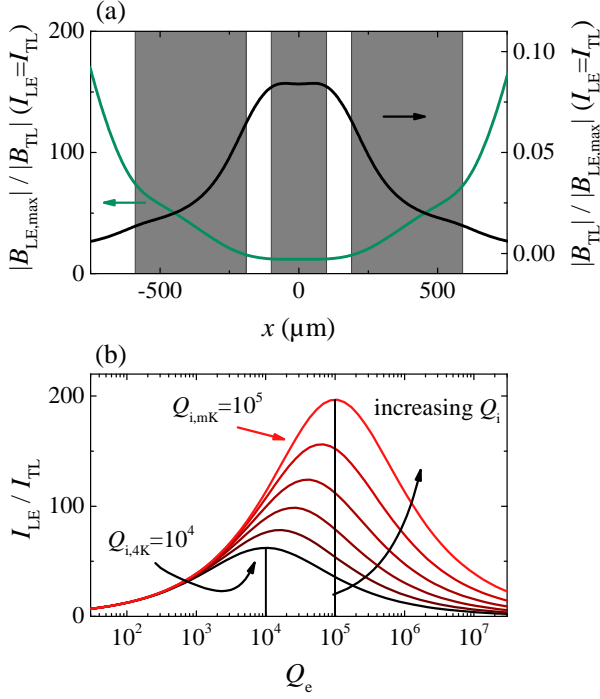 (a)
|B_LE,max| / |B_TL| (I_LE=I_TL)
200
150
100
50
0
0.10
0.05
0.00
|B_TL| / |B_LE,max| (I_LE=I_TL)
-500 0 500
x (µm)
(b)
I_LE / I_TL
200
100
0
Q_i,mK=10^5
increasing Q_i
Q_i,4K=10^4
10^2 10^3 10^4 10^5 10^6 10^7
Q_e